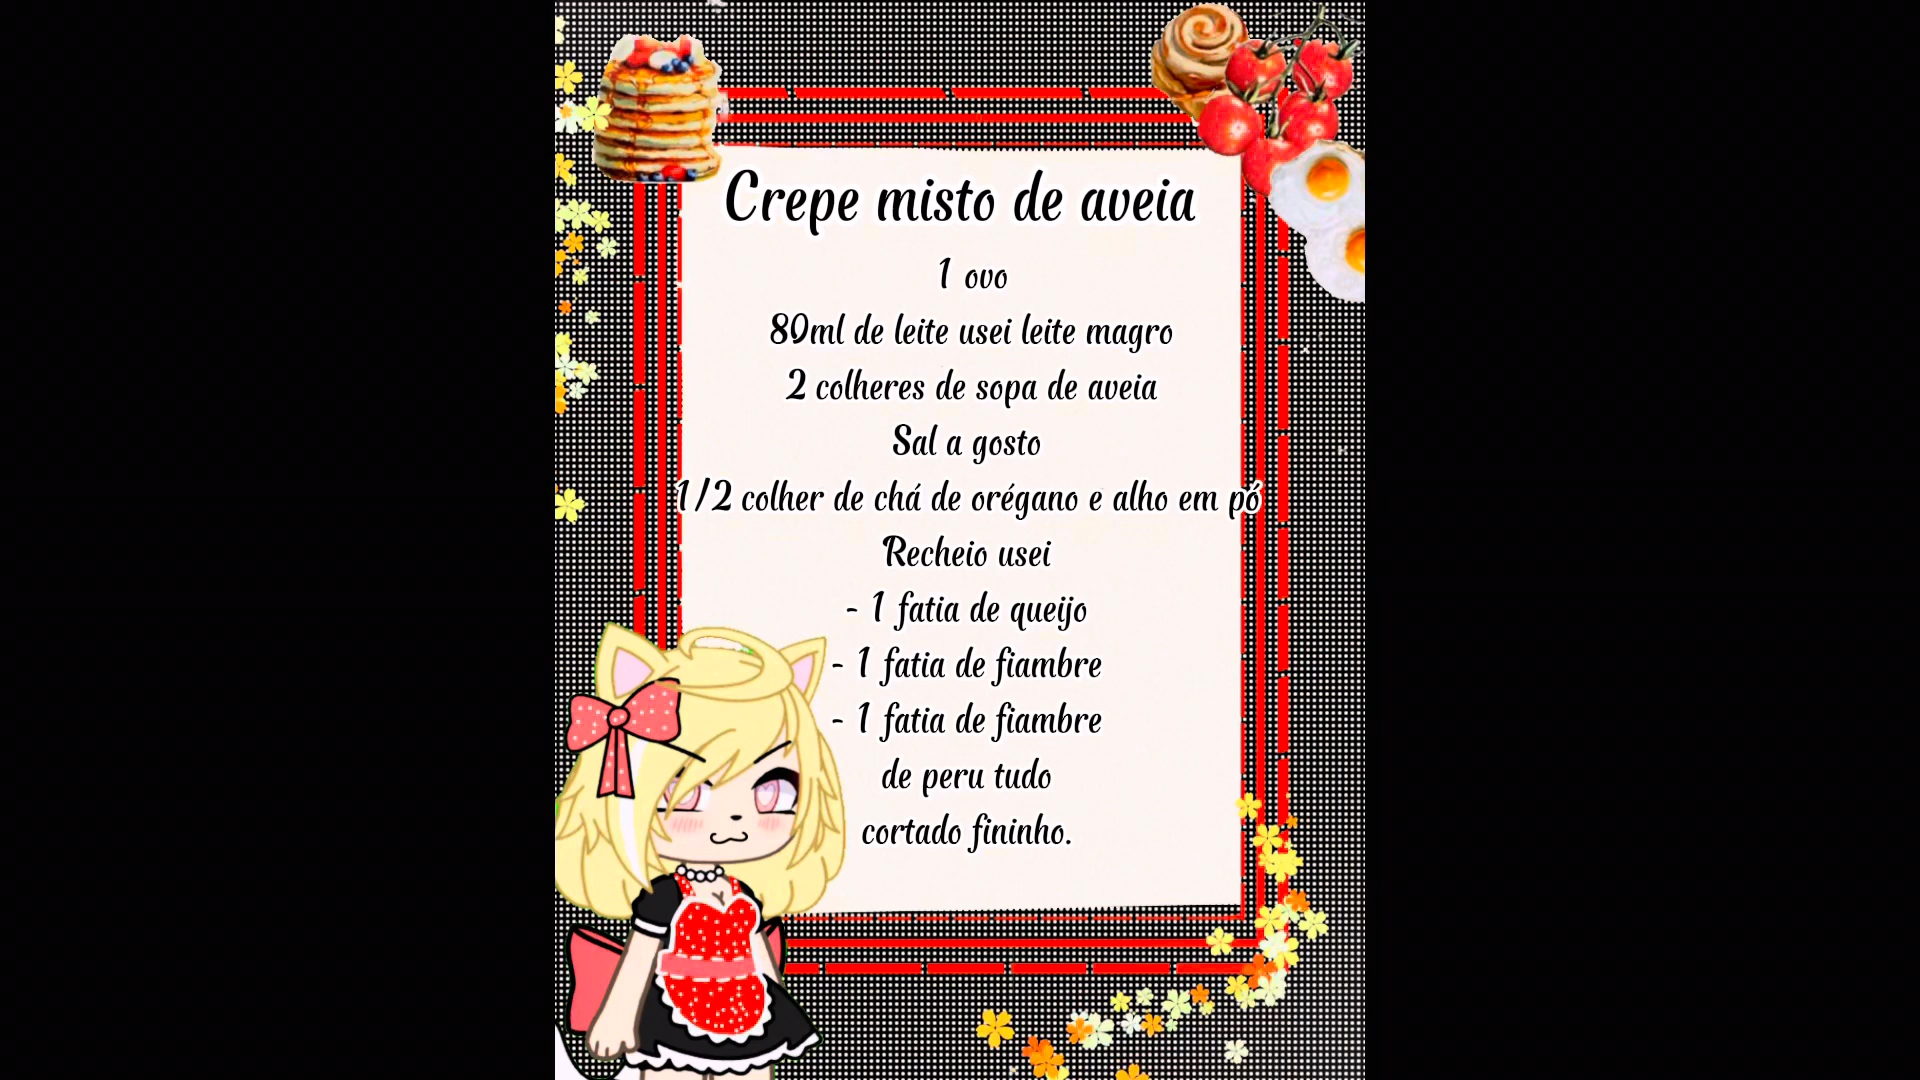 Crepe misto de aveia
1 ovo
80ml de leite usei leite magro
2 colheres de sopa de aveia
Sal a gosto
1/2 colher de chá de orégano e alho em pó
Recheio usei
- 1 fatia de queijo
- 1 fatia de fiambre
- 1 fatia de fiambre
de peru tudo
cortado fininho.